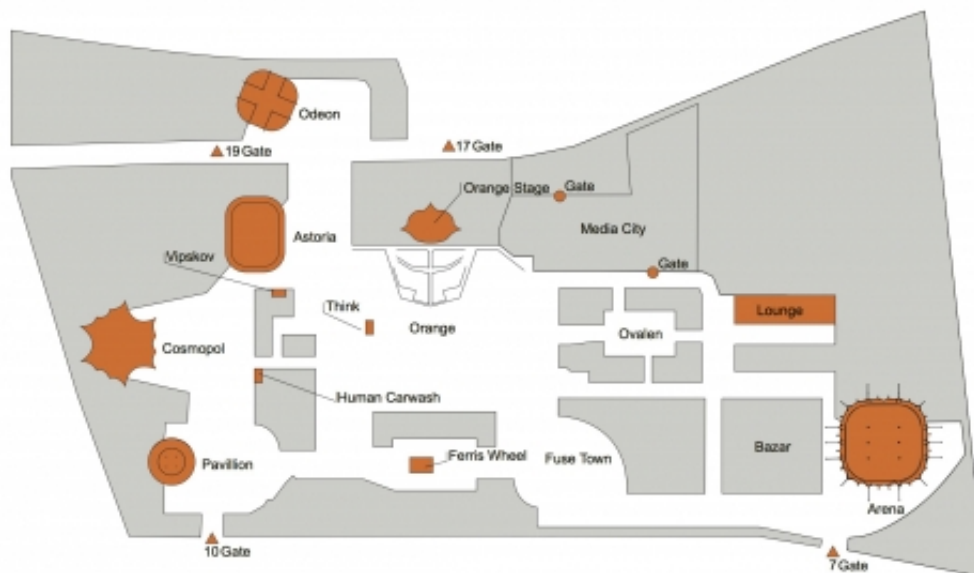 Odeon
19 Gate
17 Gate
Orange Stage
Gate
Media City
Astoria
Vipskov
Gate
Think
Lounge
Orange
Ovalen
Cosmopol
Human Carwash
Bazar
Ferris Wheel
Fuse Town
Pavillion
Arena
10 Gate
7 Gate